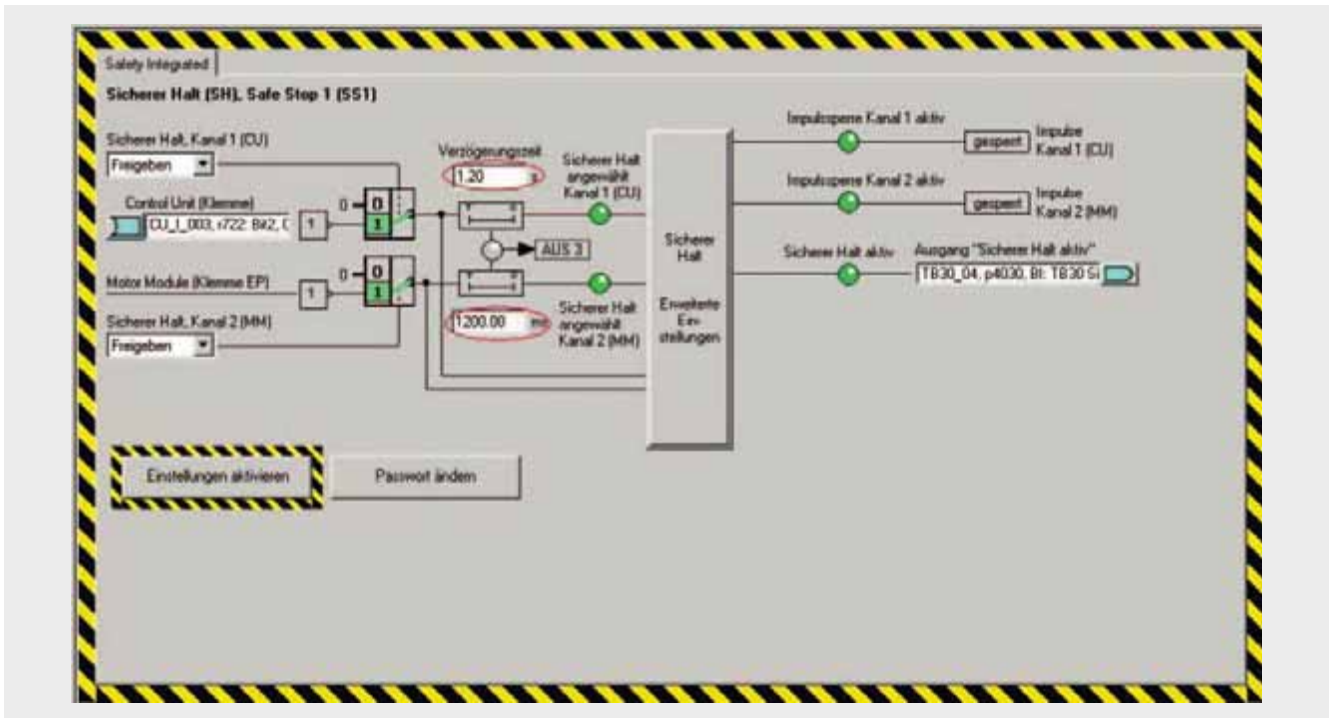 Safety Integrated
Sicherer Halt (SH), Safe Stop 1 (SS1)
Sicherer Halt, Kanal 1 (CU)
Freigeben
Control Unit (Klemme)
CU_I_003, r722: Bit2, C
1
0
0
1
Motor Module (Klemme EP)
1
0
0
1
Sicherer Halt, Kanal 2 (MM)
Freigeben
Verzögerungszeit
1.20 s
AUS 3
1200.00 ms
Sicherer Halt
angewählt
Kanal 1 (CU)
Sicherer Halt
angewählt
Kanal 2 (MM)
Sicherer
Halt
Erweiterte
Ein-
stellungen
Impulssperre Kanal 1 aktiv
gesperrt
Impulse
Kanal 1 (CU)
Impulssperre Kanal 2 aktiv
gesperrt
Impulse
Kanal 2 (MM)
Sicherer Halt aktiv
Ausgang "Sicherer Halt aktiv"
TB30_04, p4030, BI: TB30 Si
Einstellungen aktivieren
Passwort ändern